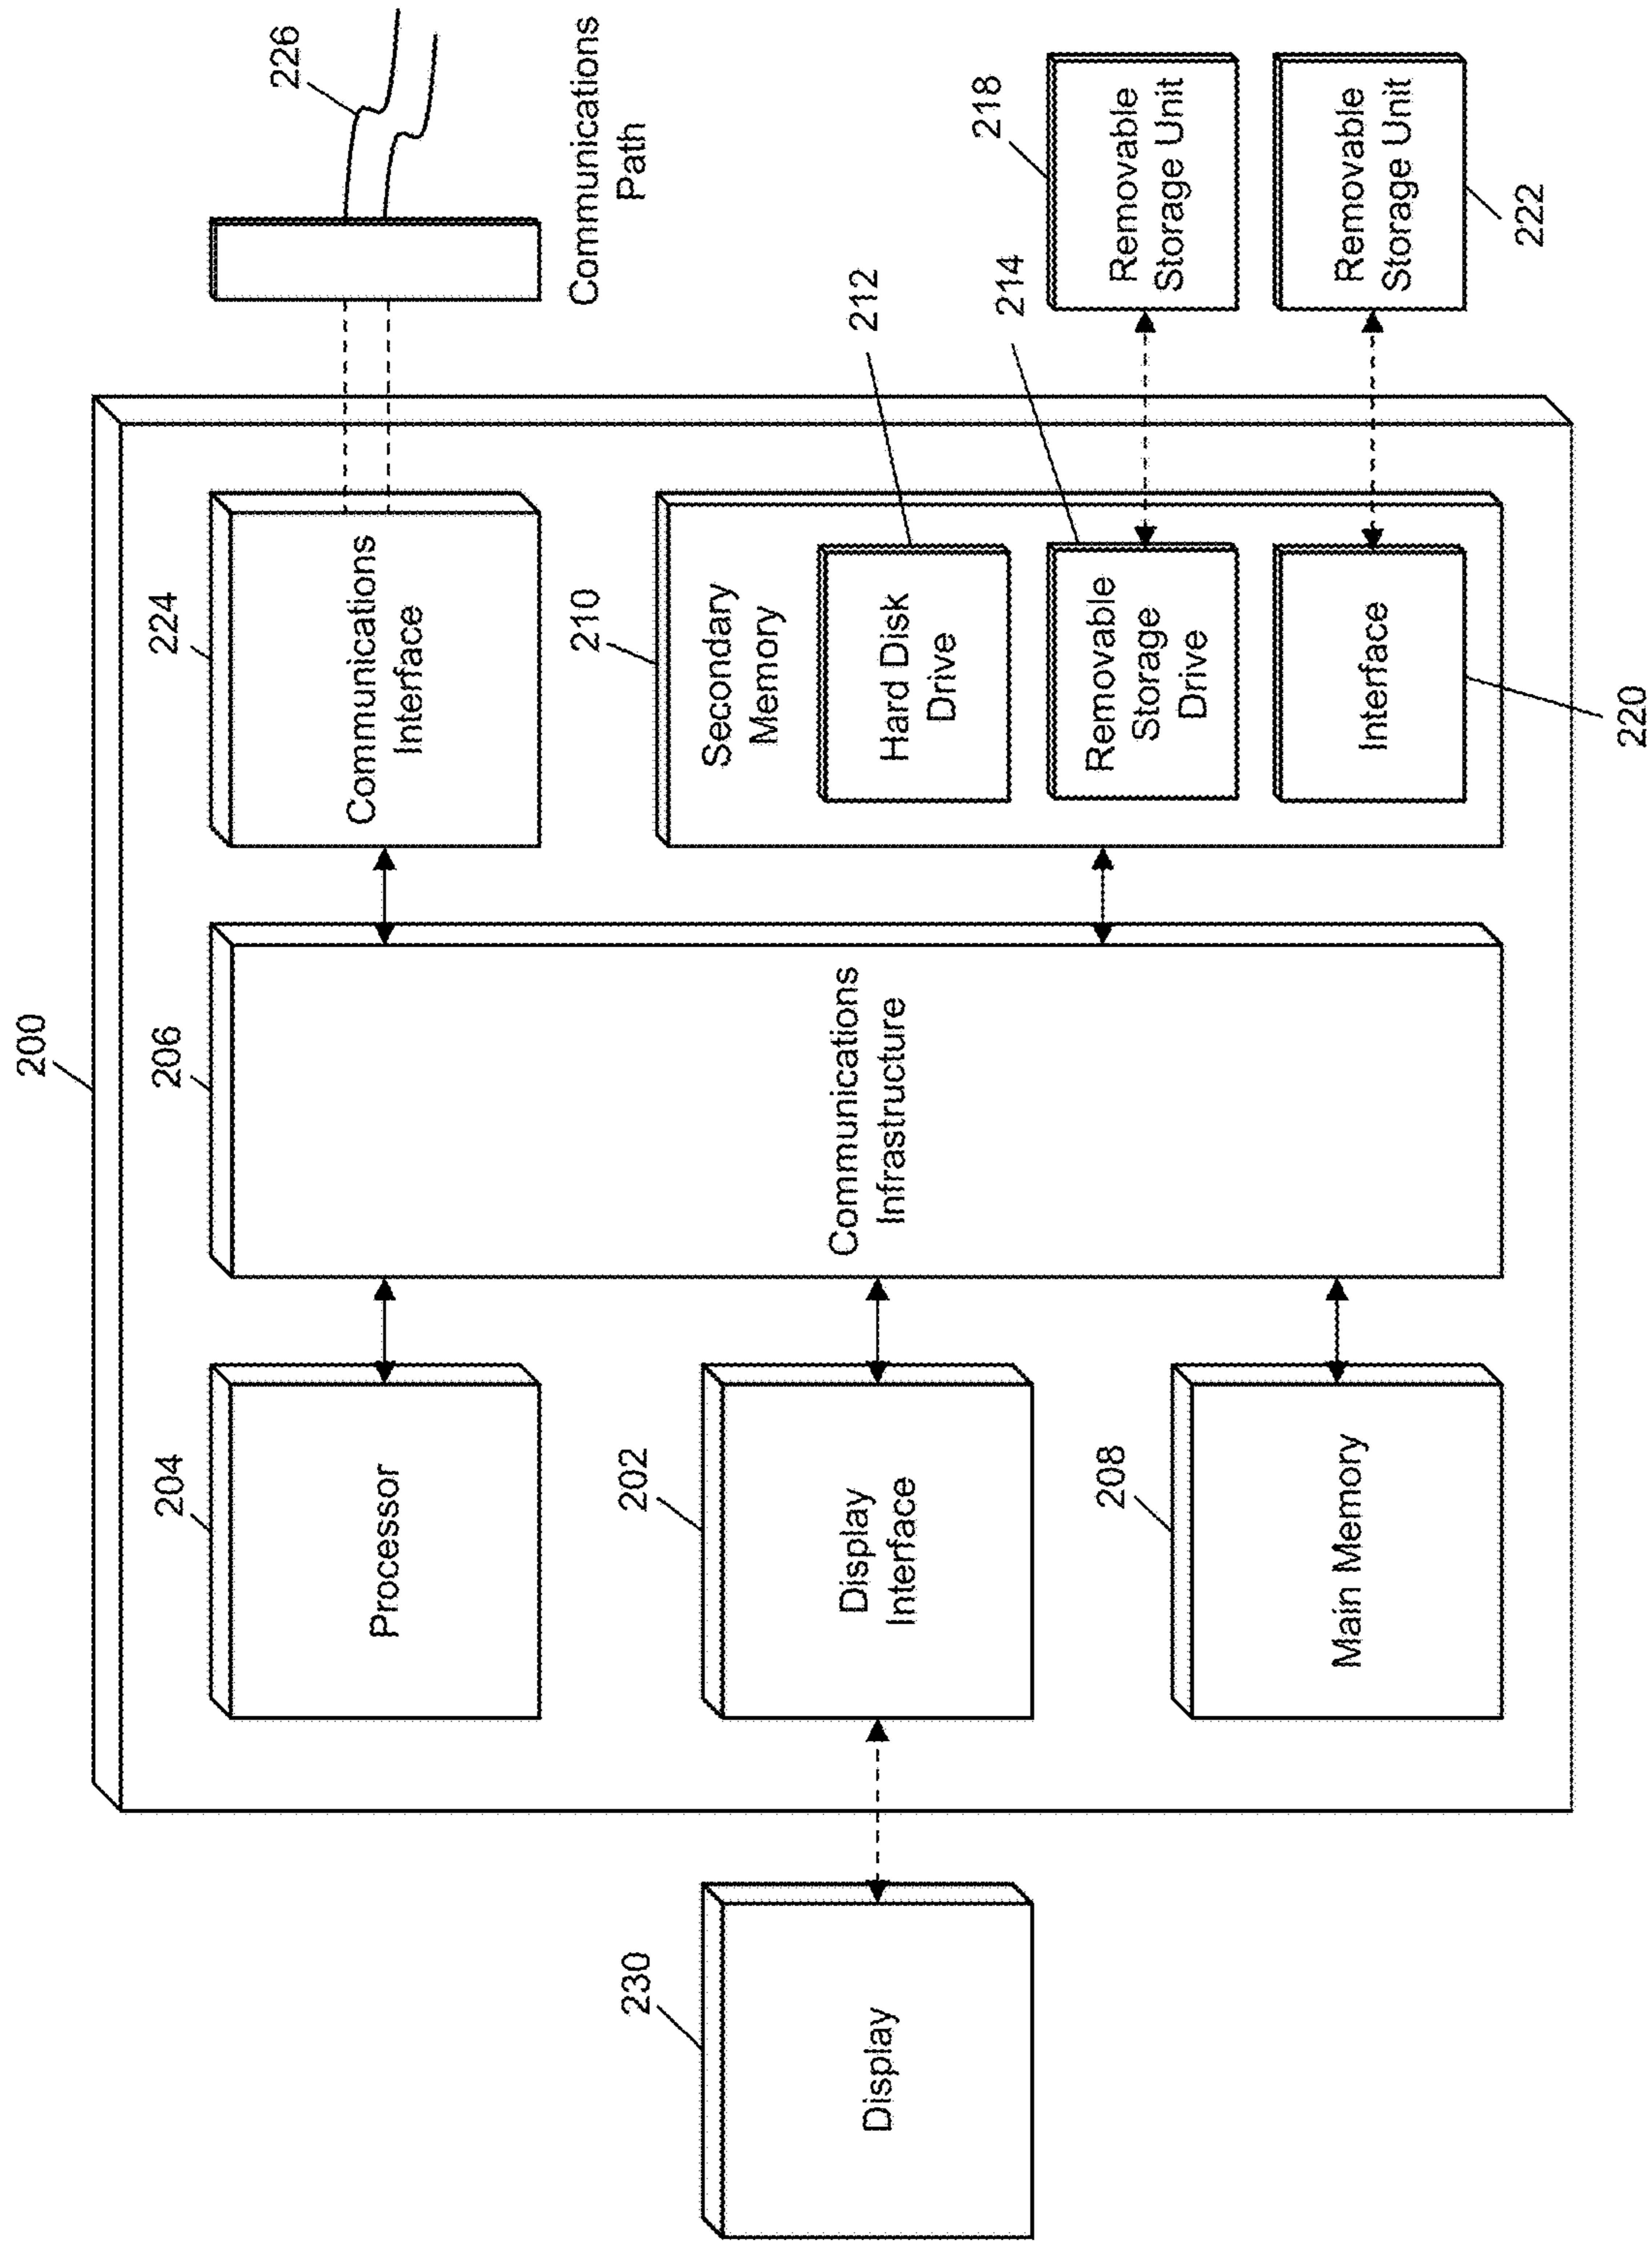 200
204
Processor
206
224
Communications
Interface
226
Communications
Path
230
Display
202
Display
Interface
Communications
Infrastructure
210
Secondary
Memory
212
Hard Disk
Drive
208
Main Memory
214
Removable
Storage
Drive
218
Removable
Storage Unit
Interface
220
Removable
Storage Unit
222